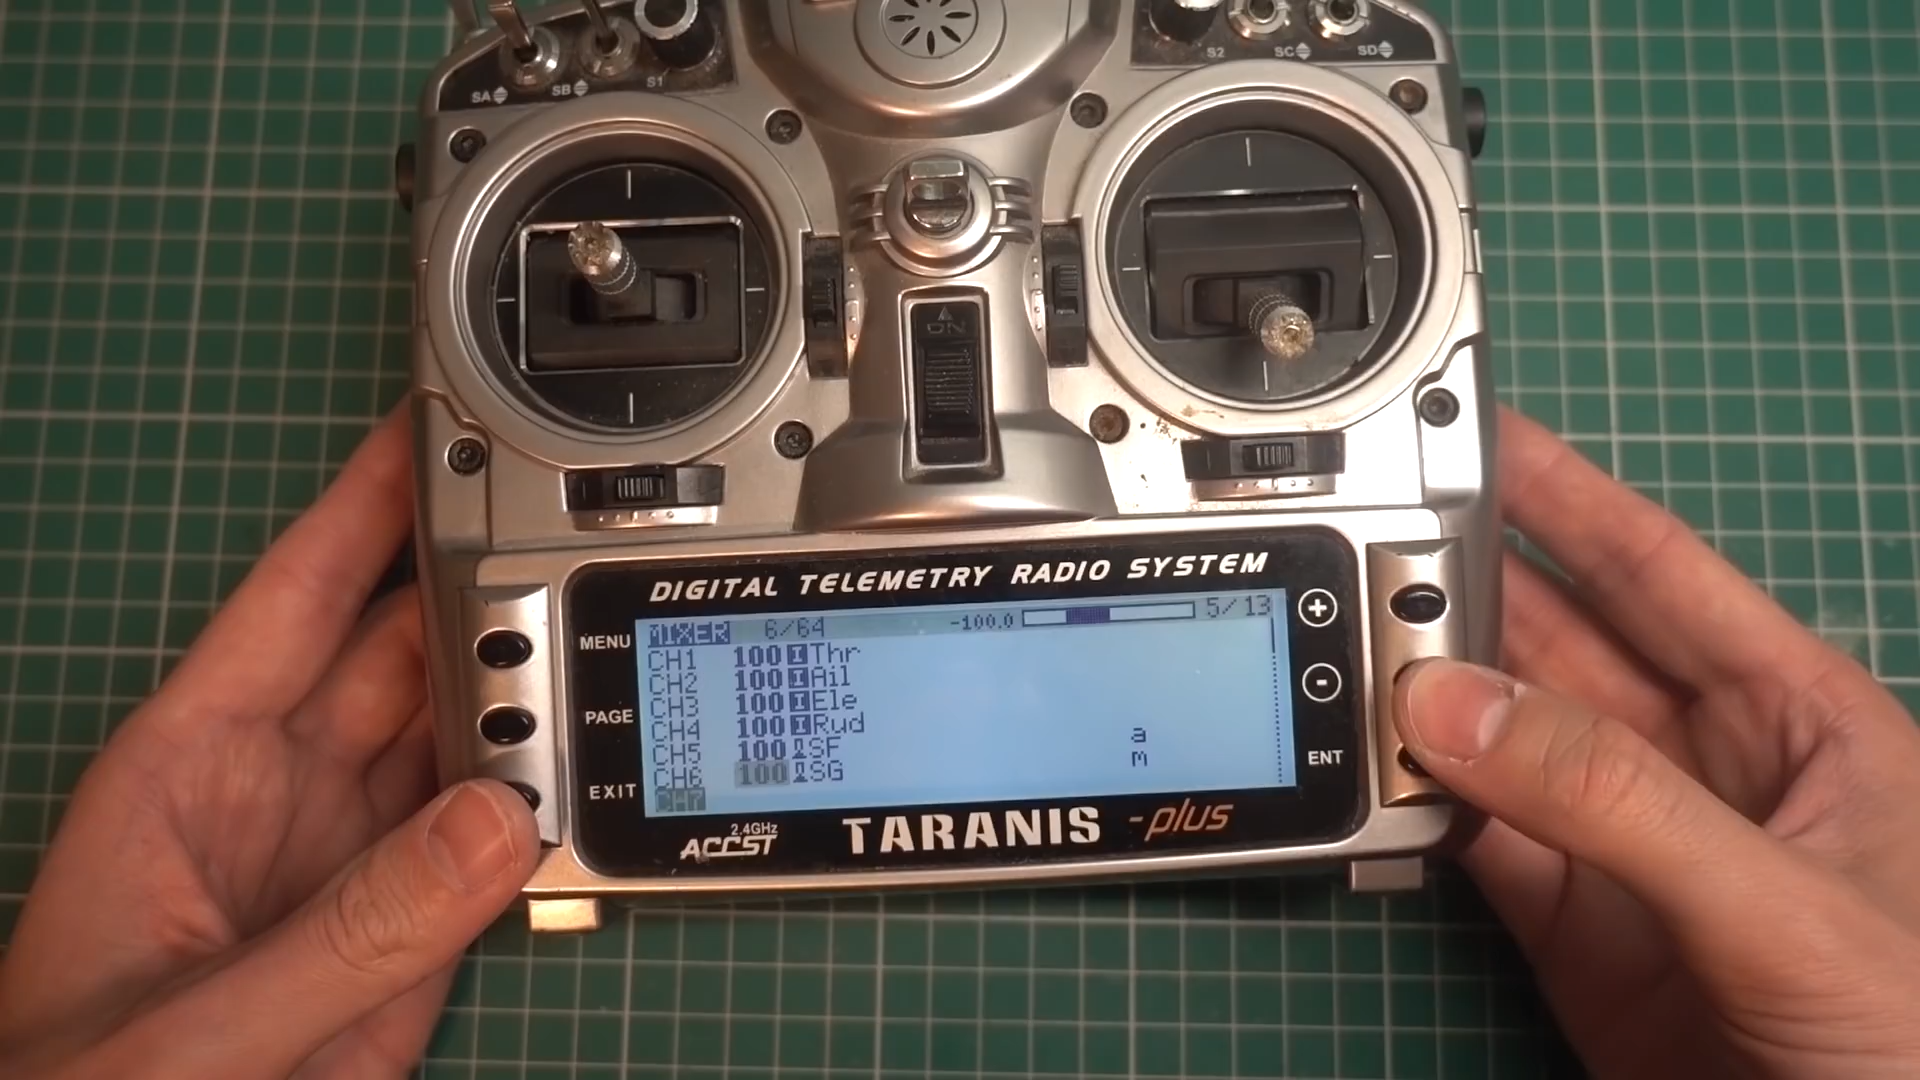 SA SB S1 S2 SC SD
ON
DIGITAL TELEMETRY RADIO SYSTEM
MIXER 6/64 -100.0 5/13
CH1 100 I Thr
CH2 100 I Ail
CH3 100 I Ele
CH4 100 I Rud
CH5 100 SF a
CH6 100 SG m
CH7
MENU
PAGE
EXIT
+
-
ENT
2.4GHz
ACCST
TARANIS -plus